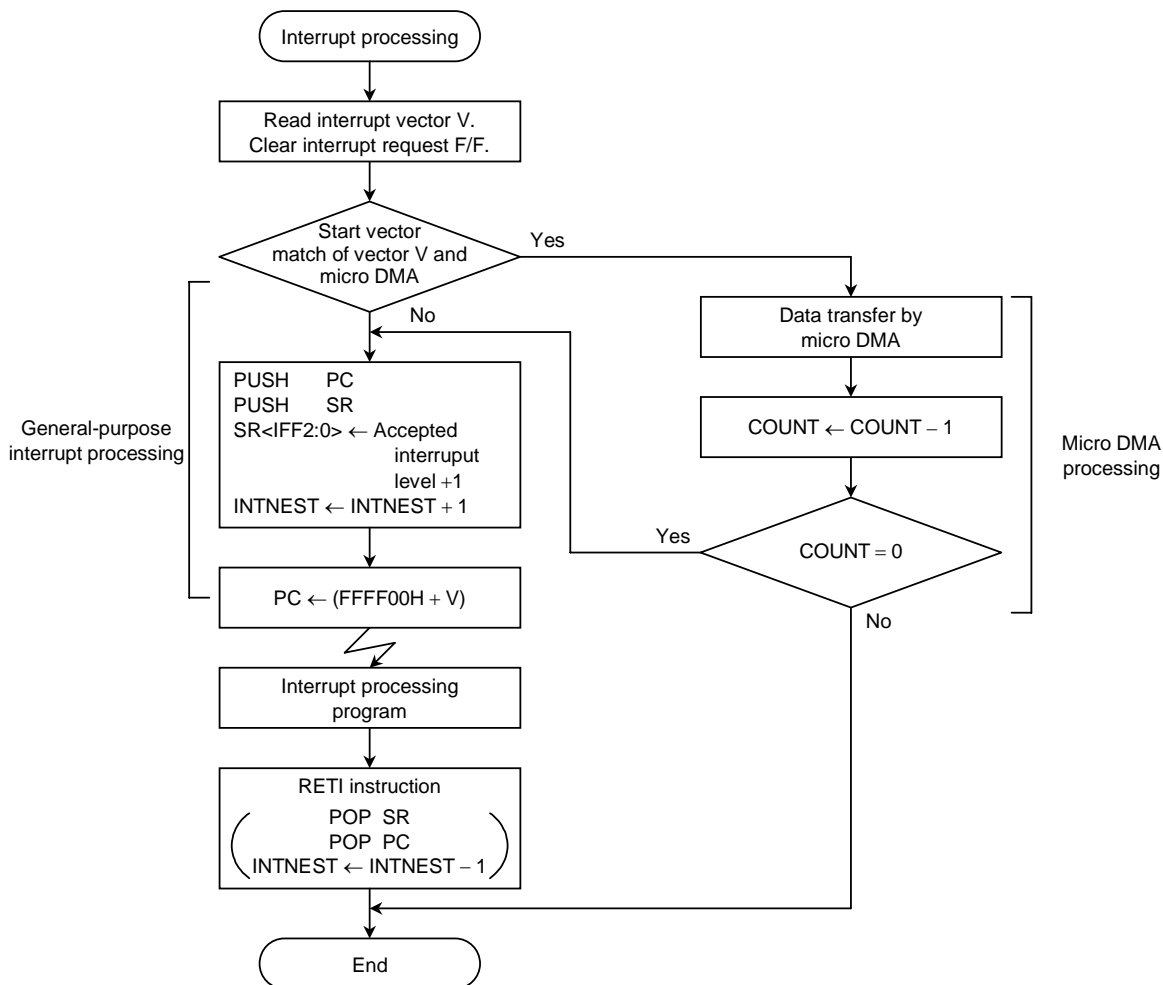 Interrupt processing
Read interrupt vector V.
Clear interrupt request F/F.
Start vector
match of vector V and
micro DMA
Yes
No
Data transfer by
micro DMA
PUSH PC
PUSH SR
SR<IFF2:0> ← Accepted
interruput
level +1
INTNEST ← INTNEST + 1
General-purpose
interrupt processing
COUNT ← COUNT − 1
Micro DMA
processing
Yes
COUNT = 0
No
PC ← (FFFF00H + V)
Interrupt processing
program
RETI instruction
POP SR
POP PC
INTNEST ← INTNEST − 1
End